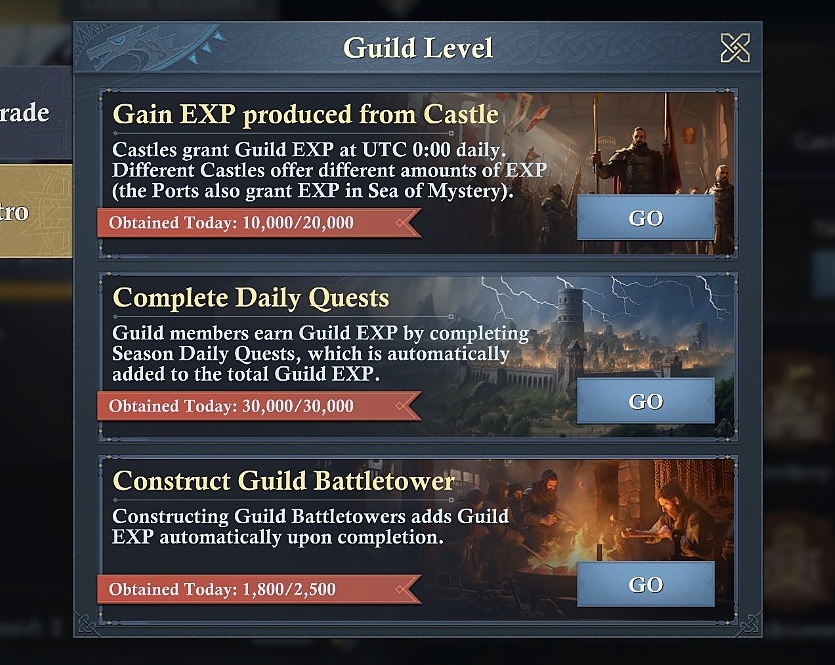 Guild Level
rade
tro
Gain EXP produced from Castle
Castles grant Guild EXP at UTC 0:00 daily.
Different Castles offer different amounts of EXP
(the Ports also grant EXP in Sea of Mystery).
Obtained Today: 10,000/20,000
GO
Complete Daily Quests
Guild members earn Guild EXP by completing
Season Daily Quests, which is automatically
added to the total Guild EXP.
Obtained Today: 30,000/30,000
GO
Construct Guild Battletower
Constructing Guild Battletowers adds Guild
EXP automatically upon completion.
Obtained Today: 1,800/2,500
GO